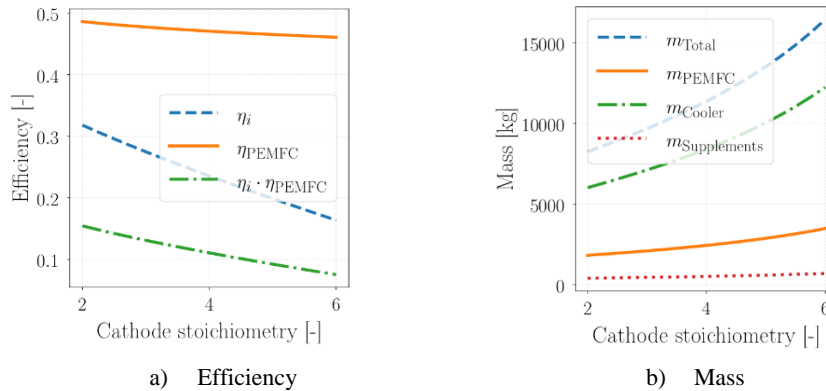 0.5
0.4
0.3
0.2
0.1
Efficiency [-]
η_i
η_PEMFC
η_i · η_PEMFC
2
4
6
Cathode stoichiometry [-]
a) Efficiency
15000
10000
5000
0
Mass [kg]
m_Total
m_PEMFC
m_Cooler
m_Supplements
2
4
6
Cathode stoichiometry [-]
b) Mass